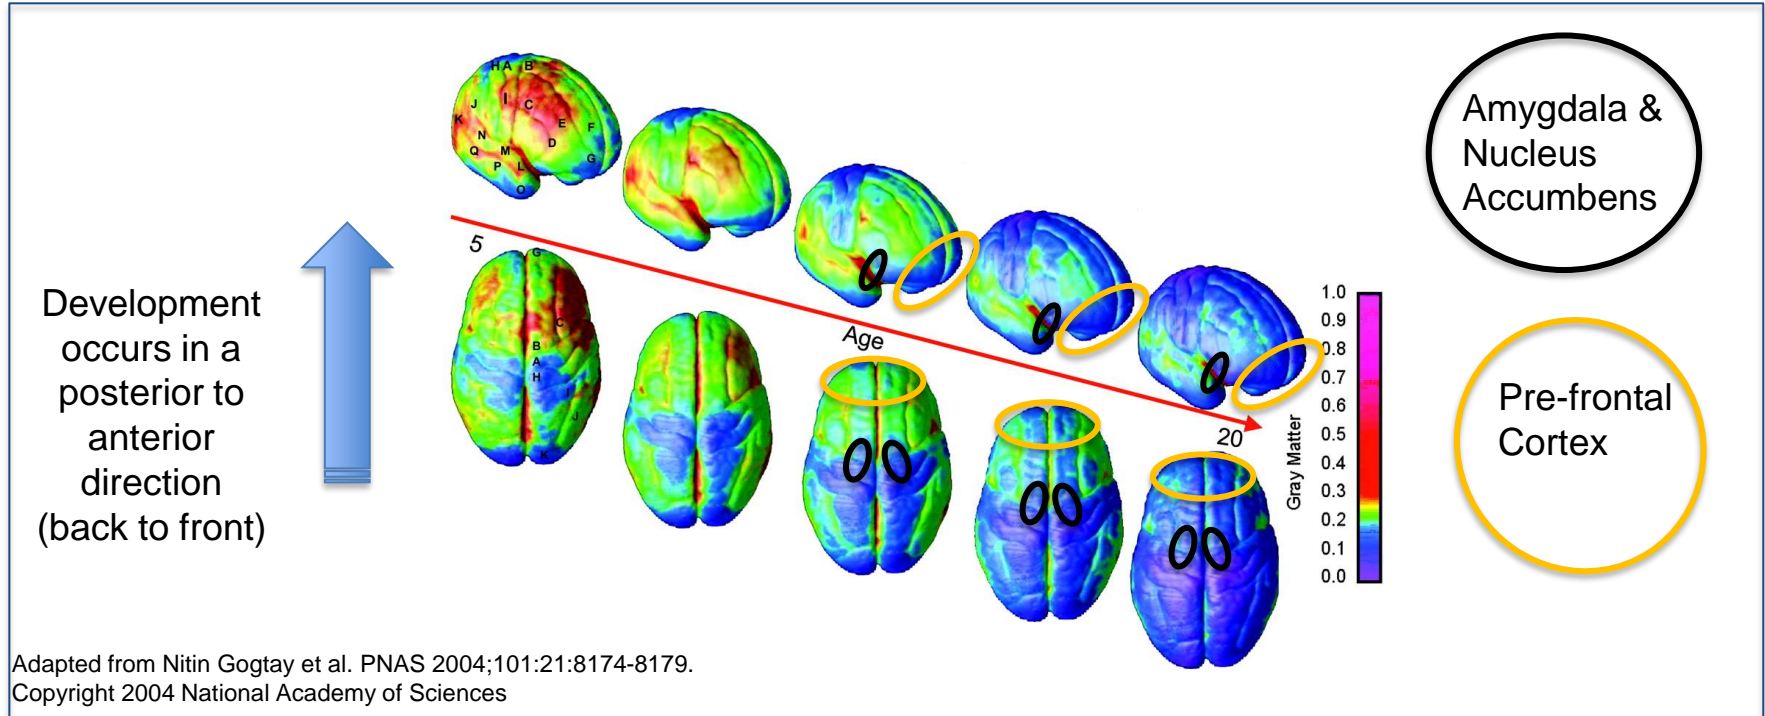 Development
occurs in a
posterior to
anterior
direction
(back to front)
H A B
J I C
K E F
N D
Q M G
P L
O
5
Age
20
G
C
B
A
H
I
J
K
Gray Matter
1.0
0.9
0.8
0.7
0.6
0.5
0.4
0.3
0.2
0.1
0.0
Amygdala &
Nucleus
Accumbens
Pre-frontal
Cortex
Adapted from Nitin Gogtay et al. PNAS 2004;101:21:8174-8179.
Copyright 2004 National Academy of Sciences